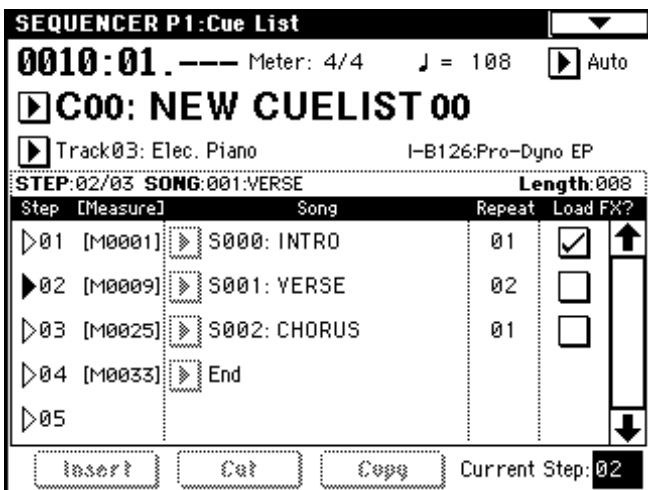 SEQUENCER P1:Cue List
0010:01.--- Meter: 4/4 ♩ = 108 Auto
C00: NEW CUELIST 00
Track03: Elec. Piano I-B126:Pro-Dyno EP
STEP:02/03 SONG:001:VERSE Length:008
Step [Measure] Song Repeat Load FX?
01 [M0001] S000: INTRO 01
02 [M0009] S001: VERSE 02
03 [M0025] S002: CHORUS 01
04 [M0033] End
05
Insert Cut Copy Current Step:02